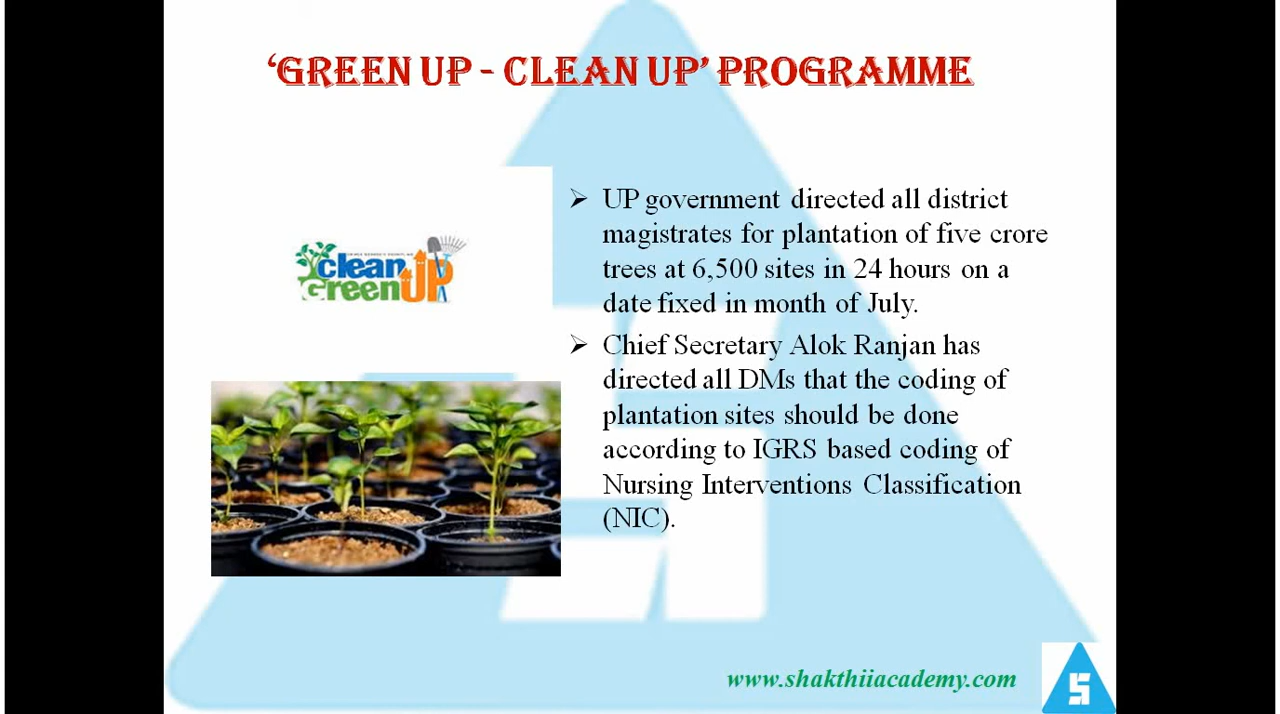 ‘GREEN UP - CLEAN UP’ PROGRAMME
clean
GreenUP
➢ UP government directed all district
magistrates for plantation of five crore
trees at 6,500 sites in 24 hours on a
date fixed in month of July.
➢ Chief Secretary Alok Ranjan has
directed all DMs that the coding of
plantation sites should be done
according to IGRS based coding of
Nursing Interventions Classification
(NIC).
www.shakthiiacademy.com
S